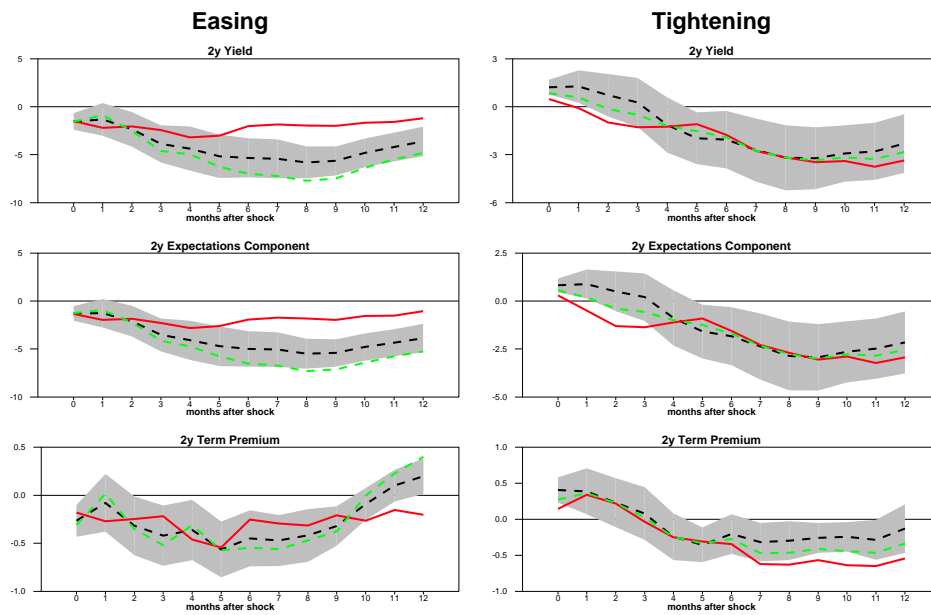 Easing
Tightening
2y Yield
5
0
-5
-10
0 1 2 3 4 5 6 7 8 9 10 11 12
months after shock
2y Yield
3
0
-3
-6
0 1 2 3 4 5 6 7 8 9 10 11 12
months after shock
2y Expectations Component
5
0
-5
-10
0 1 2 3 4 5 6 7 8 9 10 11 12
months after shock
2y Expectations Component
2.5
0.0
-2.5
-5.0
0 1 2 3 4 5 6 7 8 9 10 11 12
months after shock
2y Term Premium
0.5
0.0
-0.5
-1.0
0 1 2 3 4 5 6 7 8 9 10 11 12
months after shock
2y Term Premium
1.0
0.5
0.0
-0.5
-1.0
0 1 2 3 4 5 6 7 8 9 10 11 12
months after shock